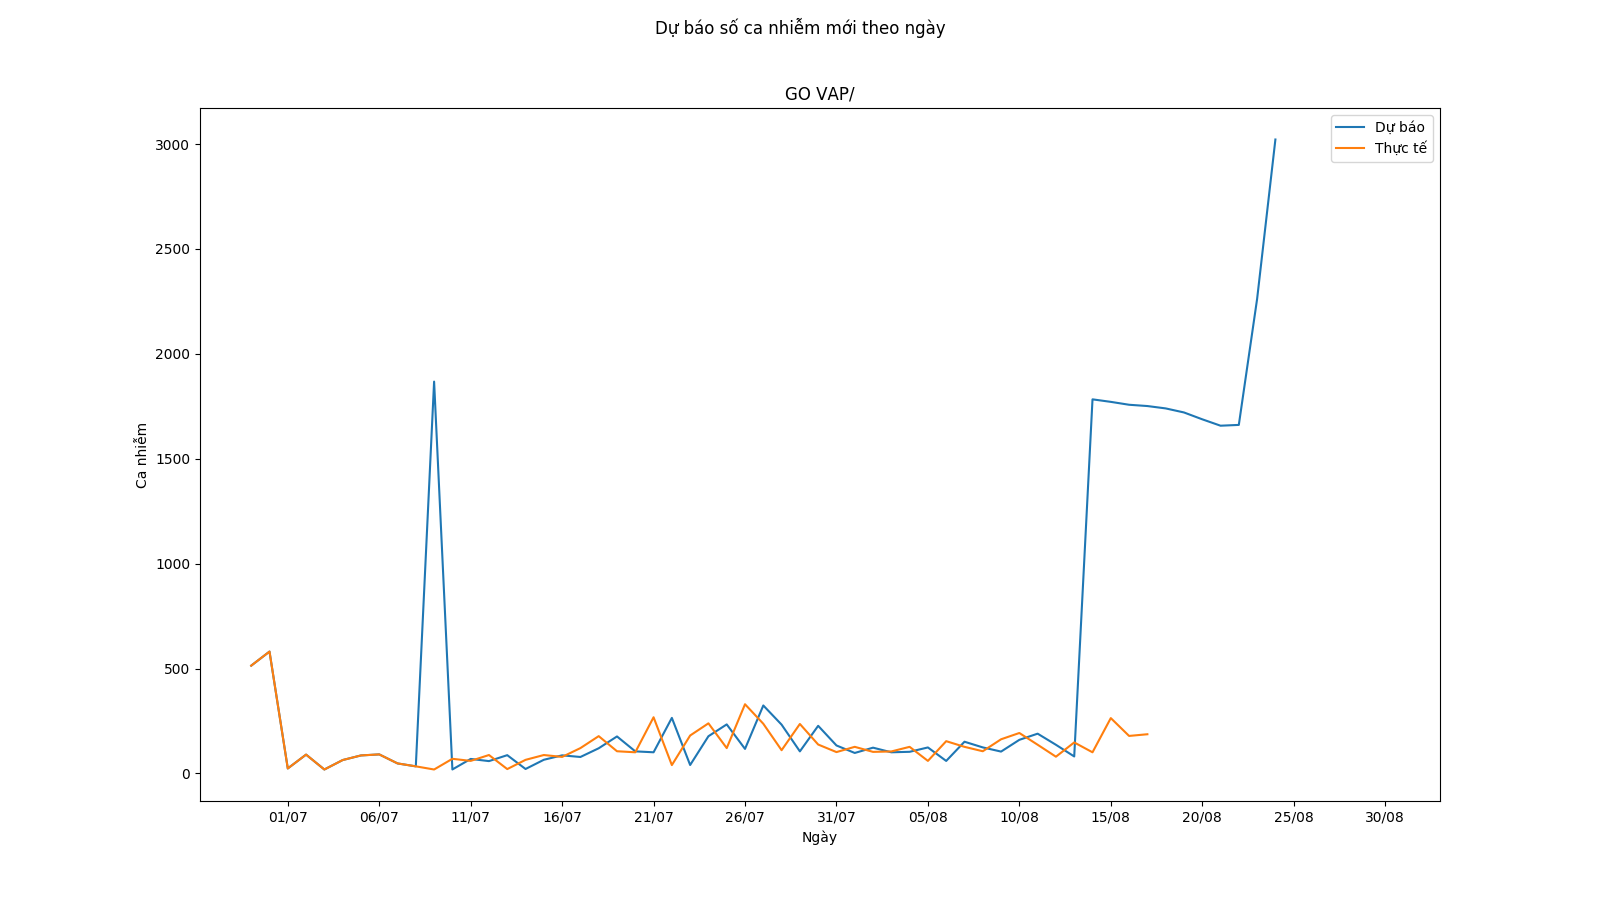 Dự báo số ca nhiễm mới theo ngày
GO VAP/
Dự báo
Thực tế
3000
2500
2000
1500
1000
500
0
Ca nhiễm
01/07 06/07 11/07 16/07 21/07 26/07 31/07 05/08 10/08 15/08 20/08 25/08 30/08
Ngày